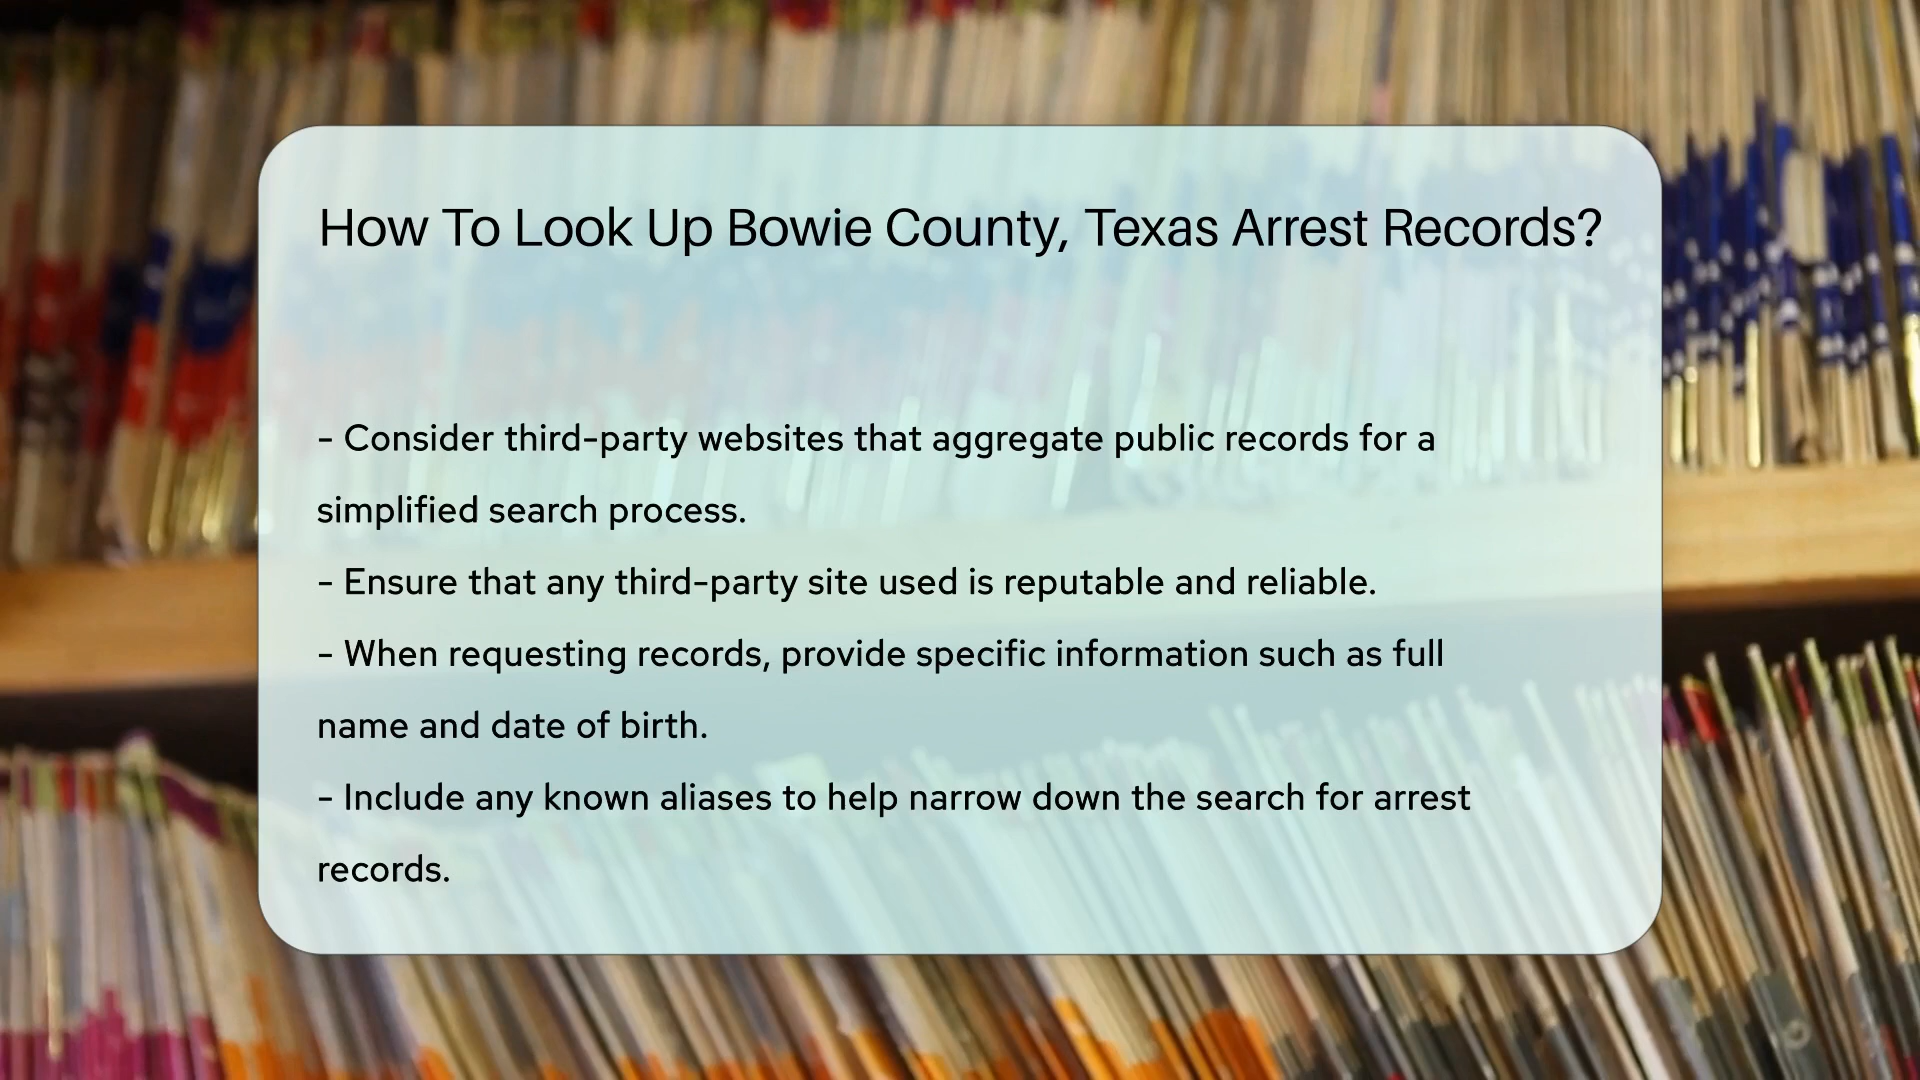 How To Look Up Bowie County, Texas Arrest Records?
- Consider third-party websites that aggregate public records for a
simplified search process.
- Ensure that any third-party site used is reputable and reliable.
- When requesting records, provide specific information such as full
name and date of birth.
- Include any known aliases to help narrow down the search for arrest
records.